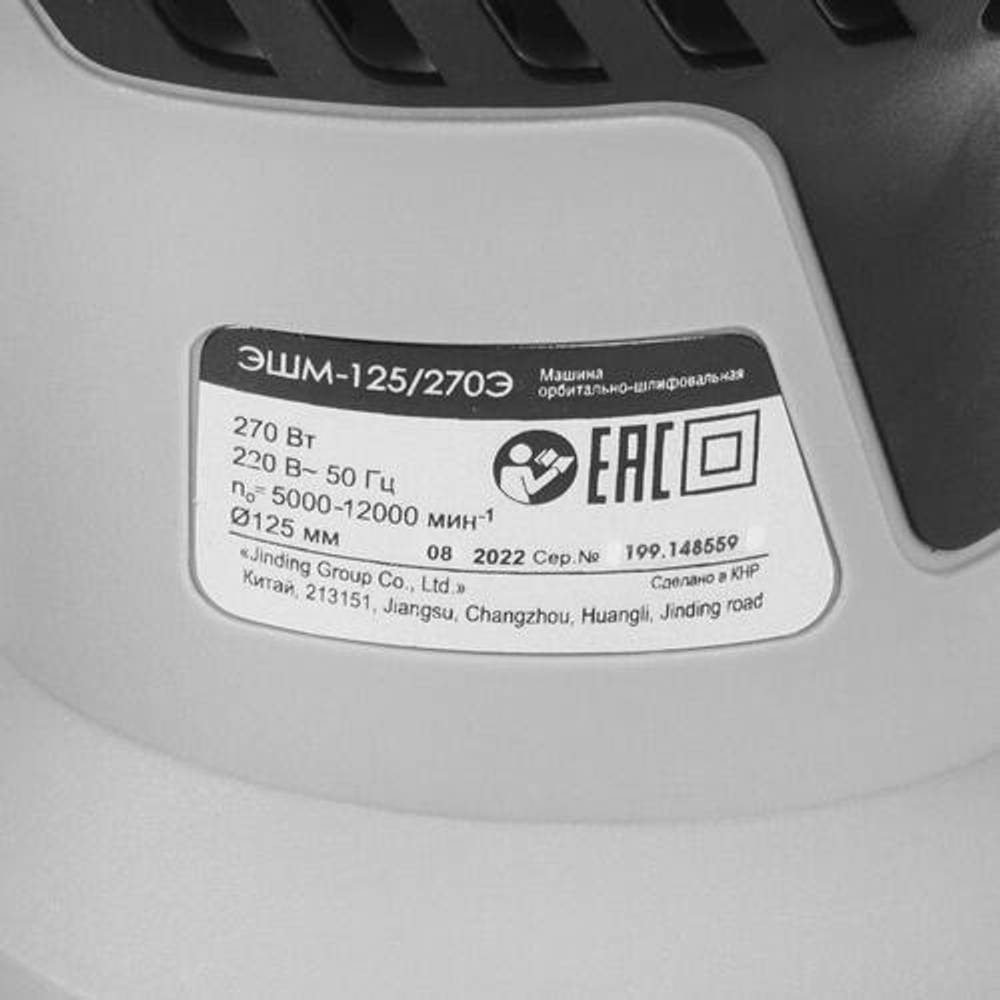 ЭШМ-125/270Э
Машина
орбитально-шлифовальная
270 Вт
220 В~ 50 Гц
n₀= 5000-12000 мин⁻¹
Ø125 мм
EAC
08 2022 Сер.№ 199.148559
«Jinding Group Co., Ltd.»
Сделано в КНР
Китай, 213151, Jiangsu, Changzhou, Huangli, Jinding road